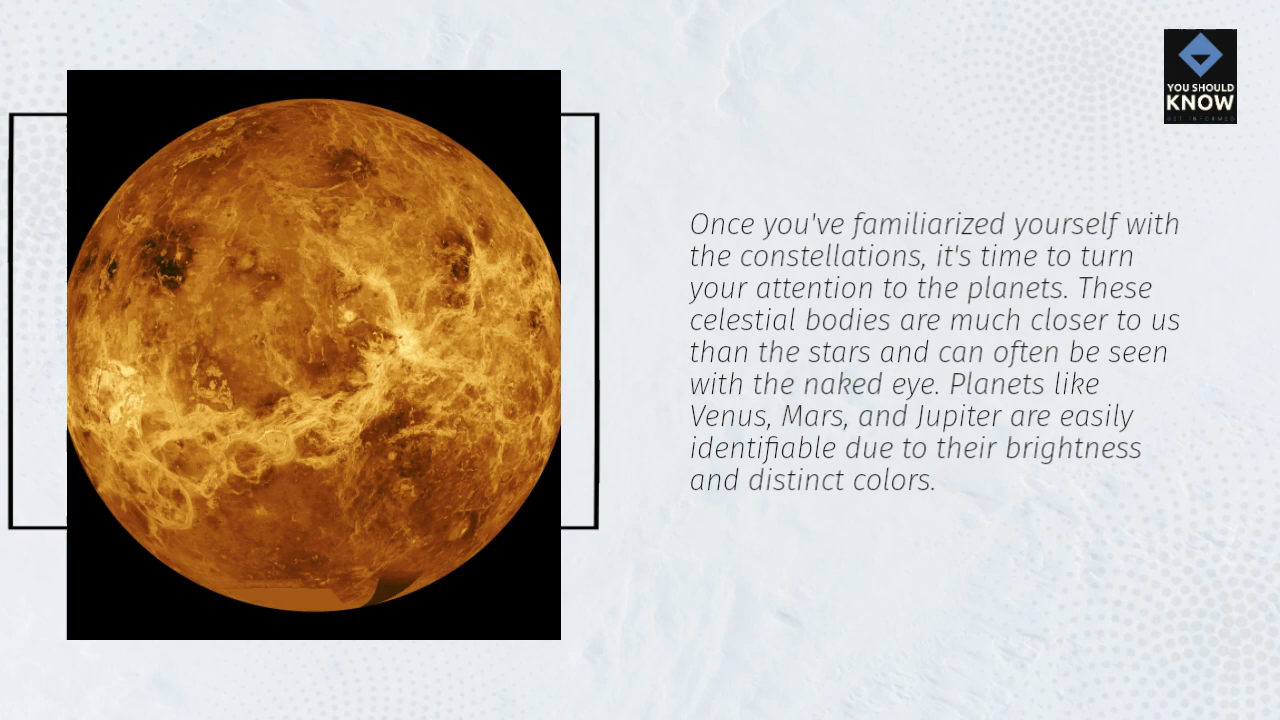 YOU SHOULD
KNOW
GET INFORMED
Once you've familiarized yourself with
the constellations, it's time to turn
your attention to the planets. These
celestial bodies are much closer to us
than the stars and can often be seen
with the naked eye. Planets like
Venus, Mars, and Jupiter are easily
identifiable due to their brightness
and distinct colors.